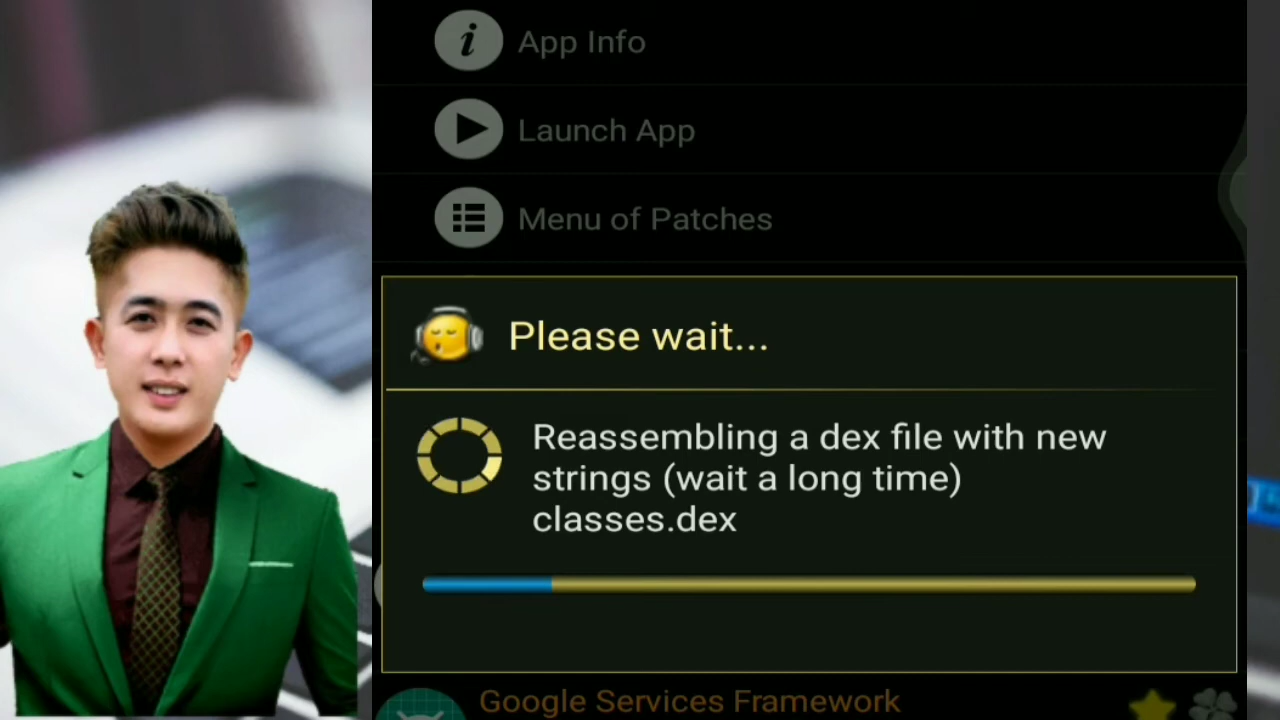 App Info
Launch App
Menu of Patches
Please wait...
Reassembling a dex file with new
strings (wait a long time)
classes.dex
Google Services Framework